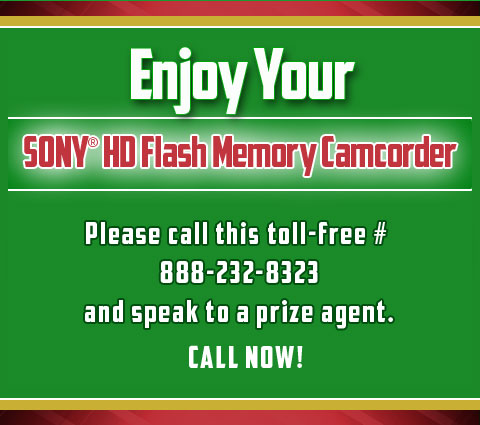 Enjoy Your
SONY® HD Flash Memory Camcorder
Please call this toll-free #
888-232-8323
and speak to a prize agent.
CALL NOW!